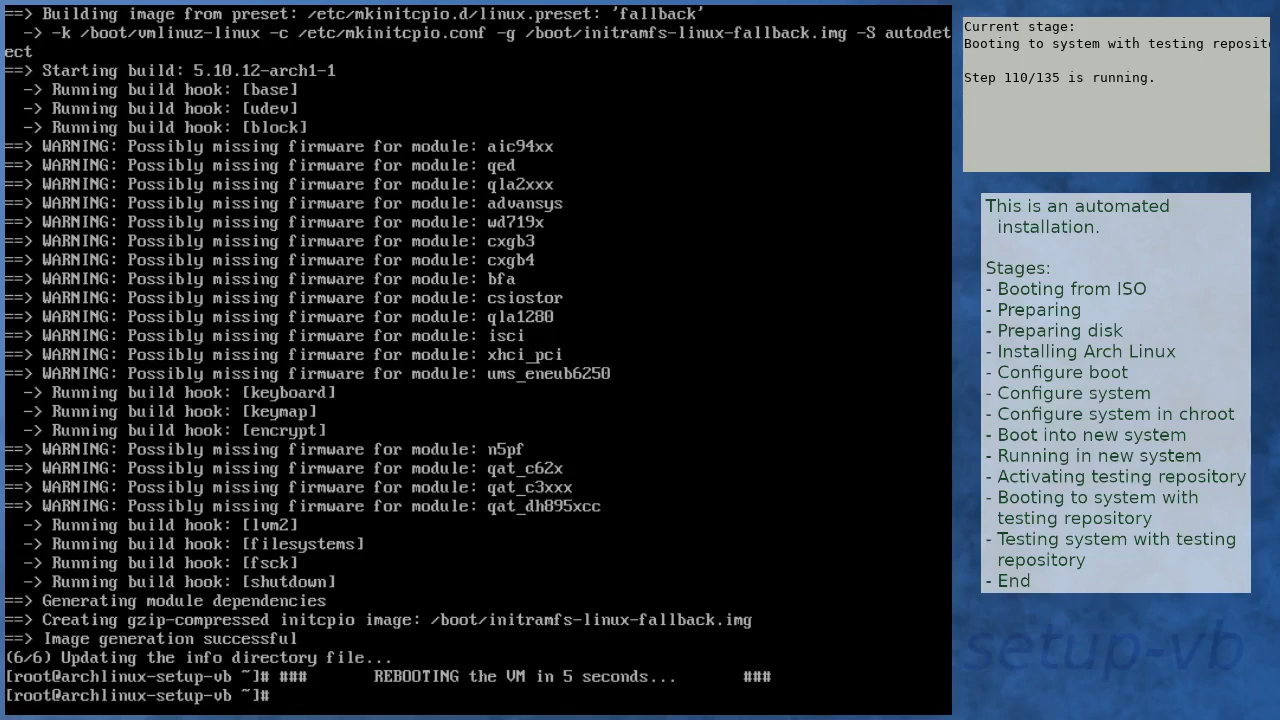 ==> Building image from preset: /etc/mkinitcpio.d/linux.preset: 'fallback'
  -> -k /boot/vmlinuz-linux -c /etc/mkinitcpio.conf -g /boot/initramfs-linux-fallback.img -S autodet
ect
==> Starting build: 5.10.12-arch1-1
  -> Running build hook: [base]
  -> Running build hook: [udev]
  -> Running build hook: [block]
==> WARNING: Possibly missing firmware for module: aic94xx
==> WARNING: Possibly missing firmware for module: qed
==> WARNING: Possibly missing firmware for module: qla2xxx
==> WARNING: Possibly missing firmware for module: advansys
==> WARNING: Possibly missing firmware for module: wd719x
==> WARNING: Possibly missing firmware for module: cxgb3
==> WARNING: Possibly missing firmware for module: cxgb4
==> WARNING: Possibly missing firmware for module: bfa
==> WARNING: Possibly missing firmware for module: csiostor
==> WARNING: Possibly missing firmware for module: qla1280
==> WARNING: Possibly missing firmware for module: isci
==> WARNING: Possibly missing firmware for module: xhci_pci
==> WARNING: Possibly missing firmware for module: ums_eneub6250
  -> Running build hook: [keyboard]
  -> Running build hook: [keymap]
  -> Running build hook: [encrypt]
==> WARNING: Possibly missing firmware for module: n5pf
==> WARNING: Possibly missing firmware for module: qat_c62x
==> WARNING: Possibly missing firmware for module: qat_c3xxx
==> WARNING: Possibly missing firmware for module: qat_dh895xcc
  -> Running build hook: [lvm2]
  -> Running build hook: [filesystems]
  -> Running build hook: [fsck]
  -> Running build hook: [shutdown]
==> Generating module dependencies
==> Creating gzip-compressed initcpio image: /boot/initramfs-linux-fallback.img
==> Image generation successful
(6/6) Updating the info directory file...
[root@archlinux-setup-vb ~]# ###       REBOOTING the VM in 5 seconds...       ###
[root@archlinux-setup-vb ~]#
Current stage:
Booting to system with testing reposito
Step 110/135 is running.
This is an automated
installation.
Stages:
- Booting from ISO
- Preparing
- Preparing disk
- Installing Arch Linux
- Configure boot
- Configure system
- Configure system in chroot
- Boot into new system
- Running in new system
- Activating testing repository
- Booting to system with
testing repository
- Testing system with testing
repository
- End
setup-vb